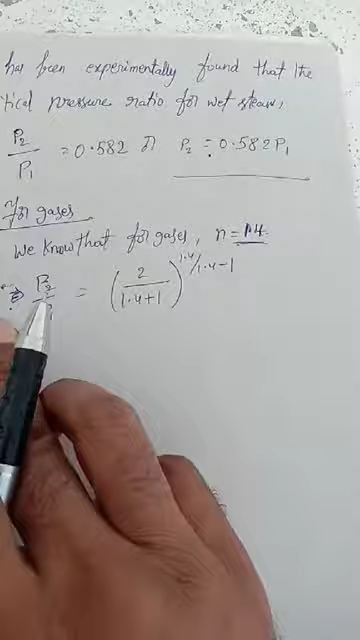 has been experimentally found that the
tical pressure ratio for wet steam,
P2/P1 = 0.582 P2 = 0.582 P1
For gases
We know that for gases, n = 1.4
P2/P1 = (2/(1.4+1))^1.4/1.4-1